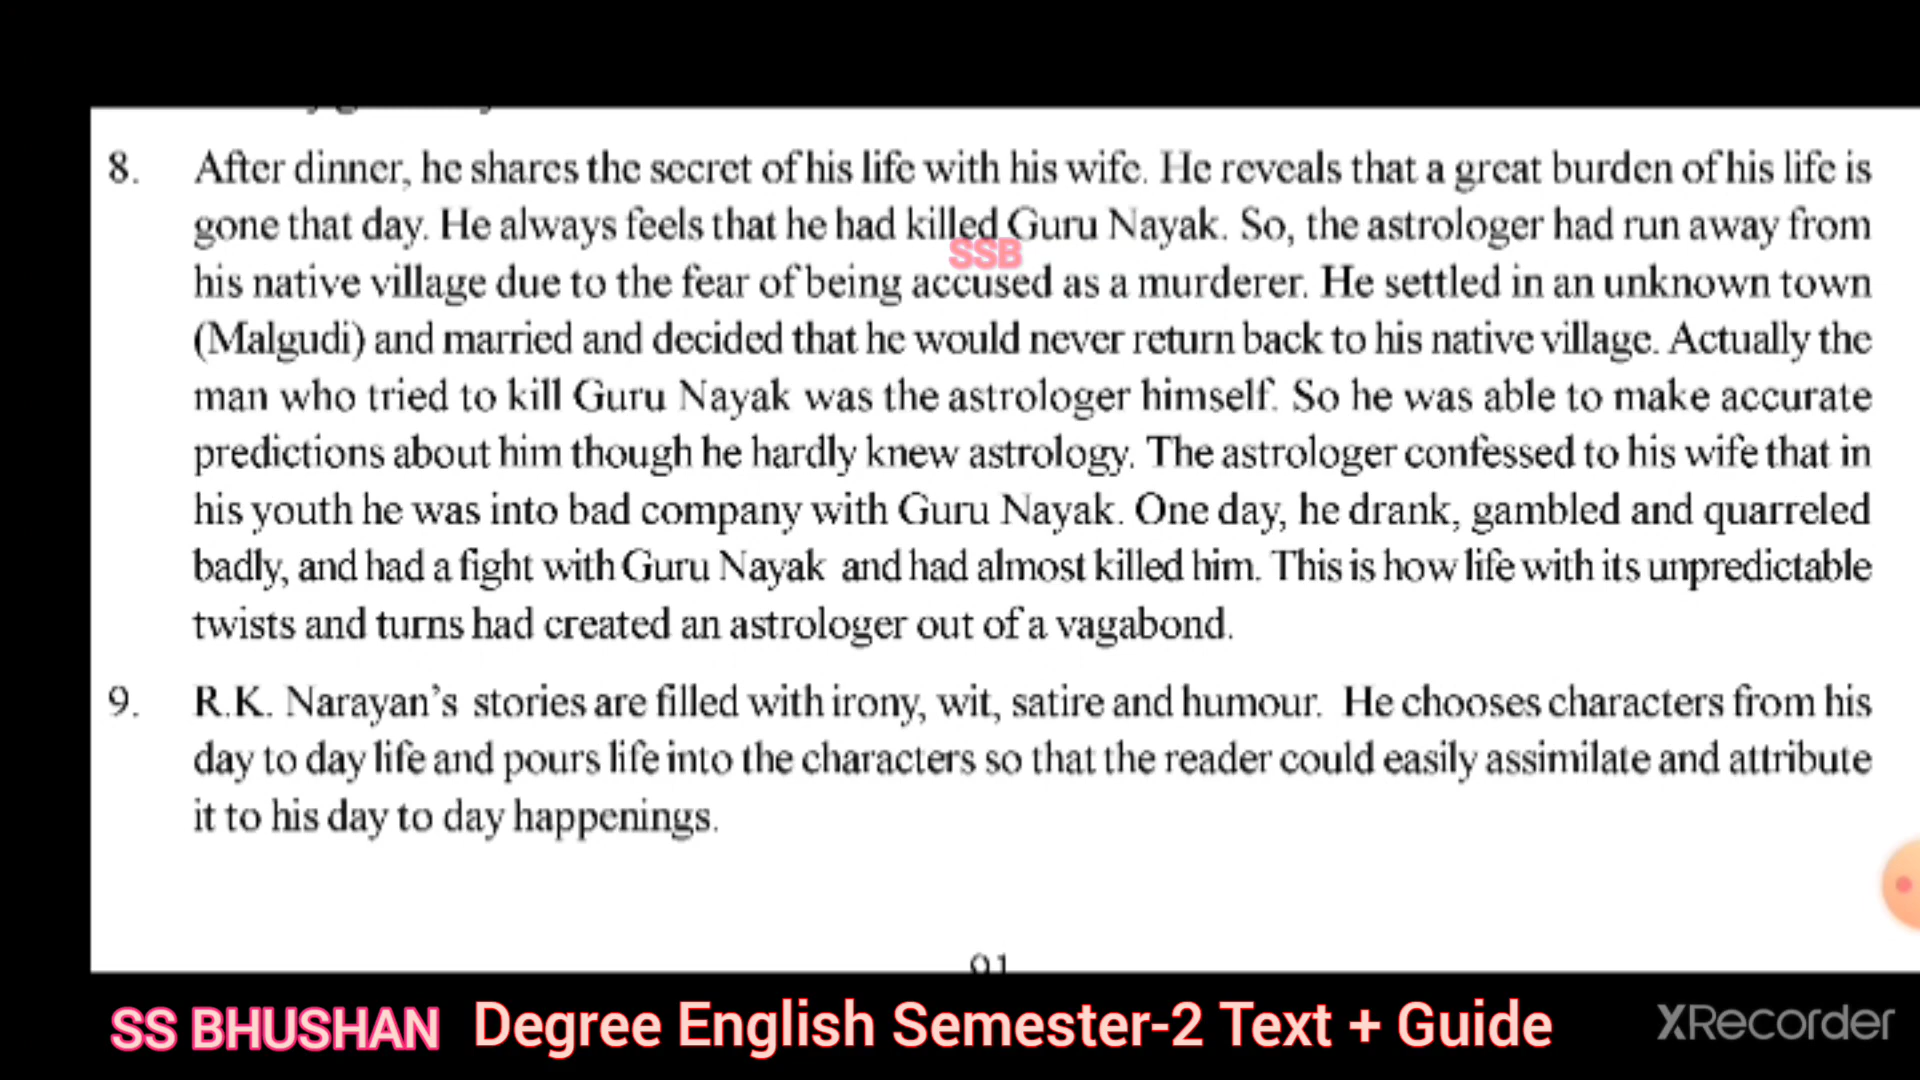 8. After dinner, he shares the secret of his life with his wife. He reveals that a great burden of his life is
gone that day. He always feels that he had killed Guru Nayak. So, the astrologer had run away from
SSB
his native village due to the fear of being accused as a murderer. He settled in an unknown town
(Malgudi) and married and decided that he would never return back to his native village. Actually the
man who tried to kill Guru Nayak was the astrologer himself. So he was able to make accurate
predictions about him though he hardly knew astrology. The astrologer confessed to his wife that in
his youth he was into bad company with Guru Nayak. One day, he drank, gambled and quarreled
badly, and had a fight with Guru Nayak and had almost killed him. This is how life with its unpredictable
twists and turns had created an astrologer out of a vagabond.
9. R.K. Narayan's stories are filled with irony, wit, satire and humour. He chooses characters from his
day to day life and pours life into the characters so that the reader could easily assimilate and attribute
it to his day to day happenings.
SS BHUSHAN Degree English Semester-2 Text + Guide
XRecorder